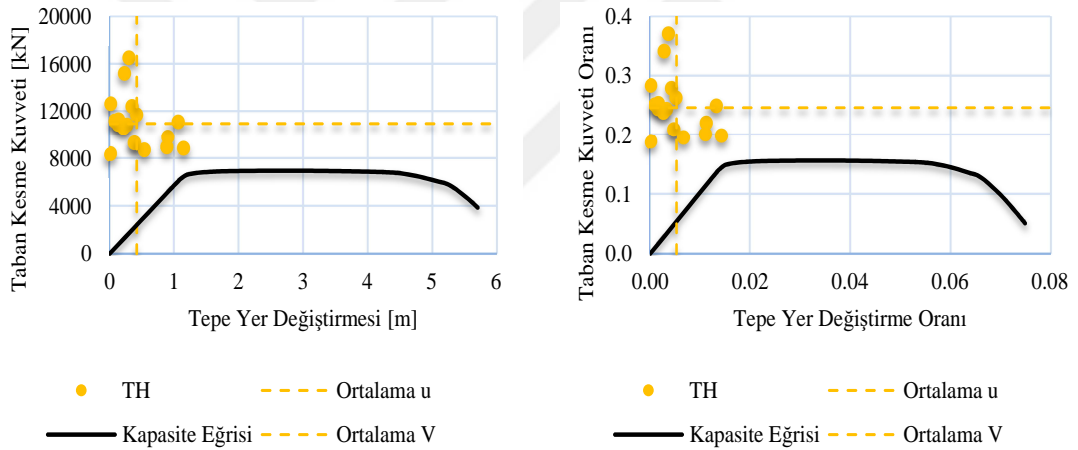 Taban Kesme Kuvveti [kN]
20000
16000
12000
8000
4000
0
0 1 2 3 4 5 6
Tepe Yer Değiştirmesi [m]
TH
Ortalama u
Kapasite Eğrisi
Ortalama V
Taban Kesme Kuvveti Oranı
0.4
0.3
0.2
0.1
0.0
0.00 0.02 0.04 0.06 0.08
Tepe Yer Değiştirme Oranı
TH
Ortalama u
Kapasite Eğrisi
Ortalama V